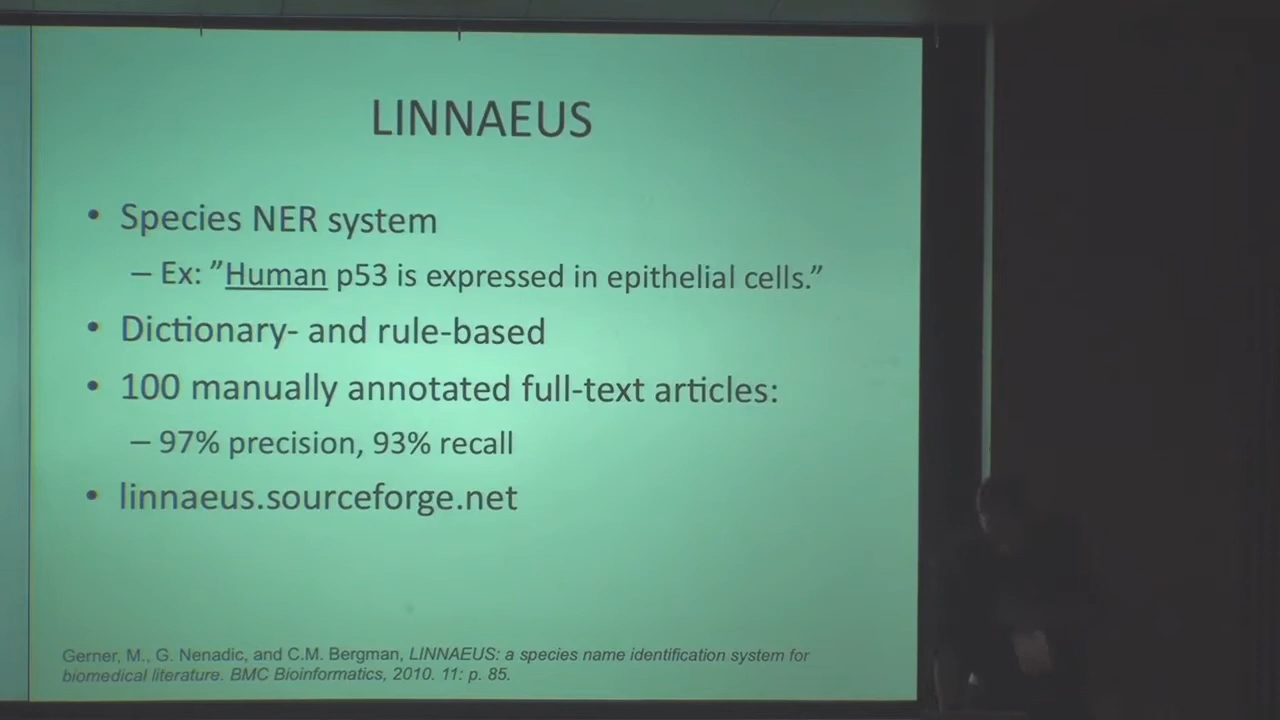 LINNAEUS
• Species NER system
– Ex: ”Human p53 is expressed in epithelial cells.”
• Dictionary- and rule-based
• 100 manually annotated full-text articles:
– 97% precision, 93% recall
• linnaeus.sourceforge.net
Gerner, M., G. Nenadic, and C.M. Bergman, LINNAEUS: a species name identification system for
biomedical literature. BMC Bioinformatics, 2010. 11: p. 85.